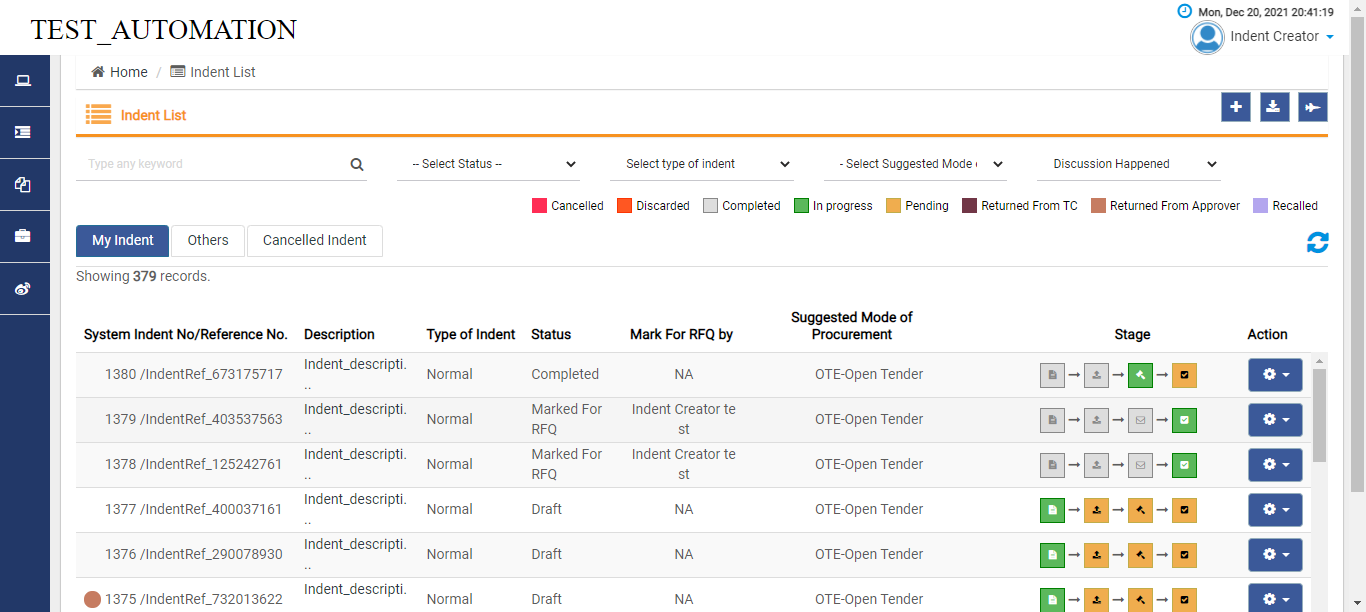 TEST_AUTOMATION
Mon, Dec 20, 2021 20:41:19
Indent Creator
Home / Indent List
Indent List
Type any keyword
-- Select Status --
Select type of indent
- Select Suggested Mode
Discussion Happened
Cancelled Discarded Completed In progress Pending Returned From TC Returned From Approver Recalled
My Indent Others Cancelled Indent
Showing 379 records.
System Indent No/Reference No. Description Type of Indent Status Mark For RFQ by Suggested Mode of Procurement Stage Action
1380 /IndentRef_673175717 Indent_descripti... Normal Completed NA OTE-Open Tender
1379 /IndentRef_403537563 Indent_descripti... Normal Marked For RFQ Indent Creator test OTE-Open Tender
1378 /IndentRef_125242761 Indent_descripti... Normal Marked For RFQ Indent Creator test OTE-Open Tender
1377 /IndentRef_400037161 Indent_descripti... Normal Draft NA OTE-Open Tender
1376 /IndentRef_290078930 Indent_descripti... Normal Draft NA OTE-Open Tender
1375 /IndentRef_732013622 Indent_descripti. Normal Draft NA OTE-Open Tender